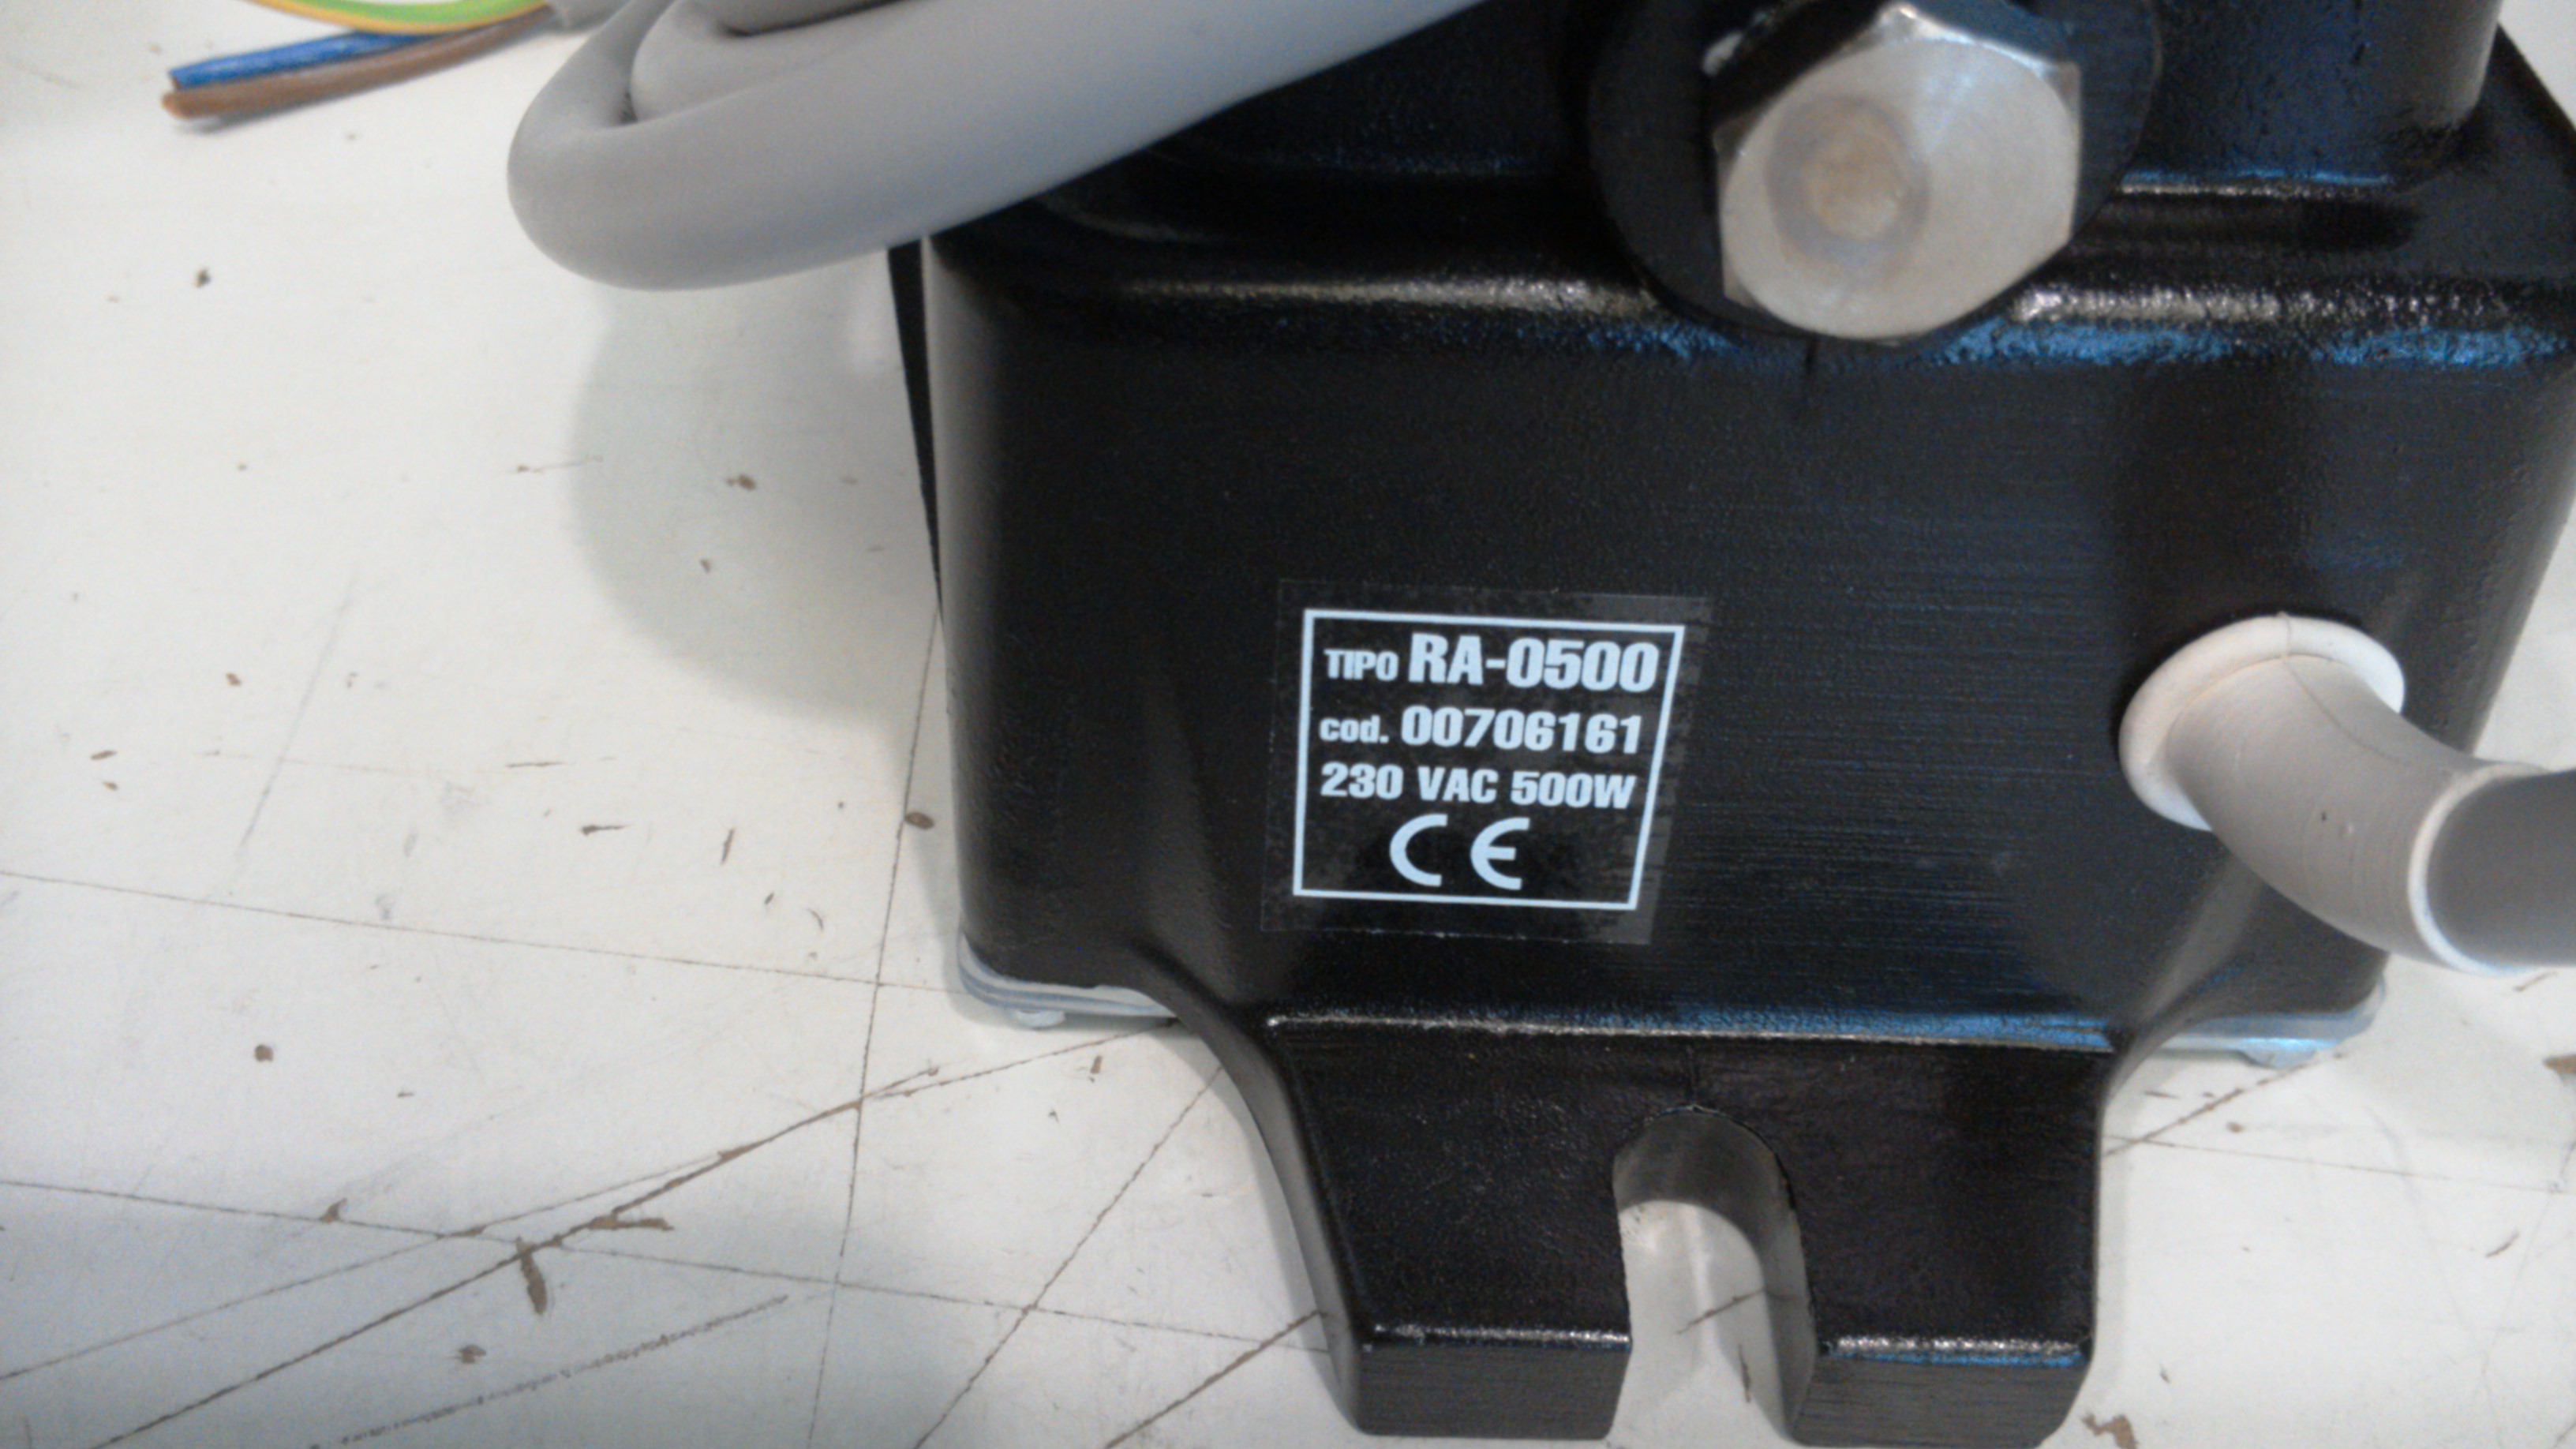 TIPO RA-0500
cod. 00706161
230 VAC 500W
CE